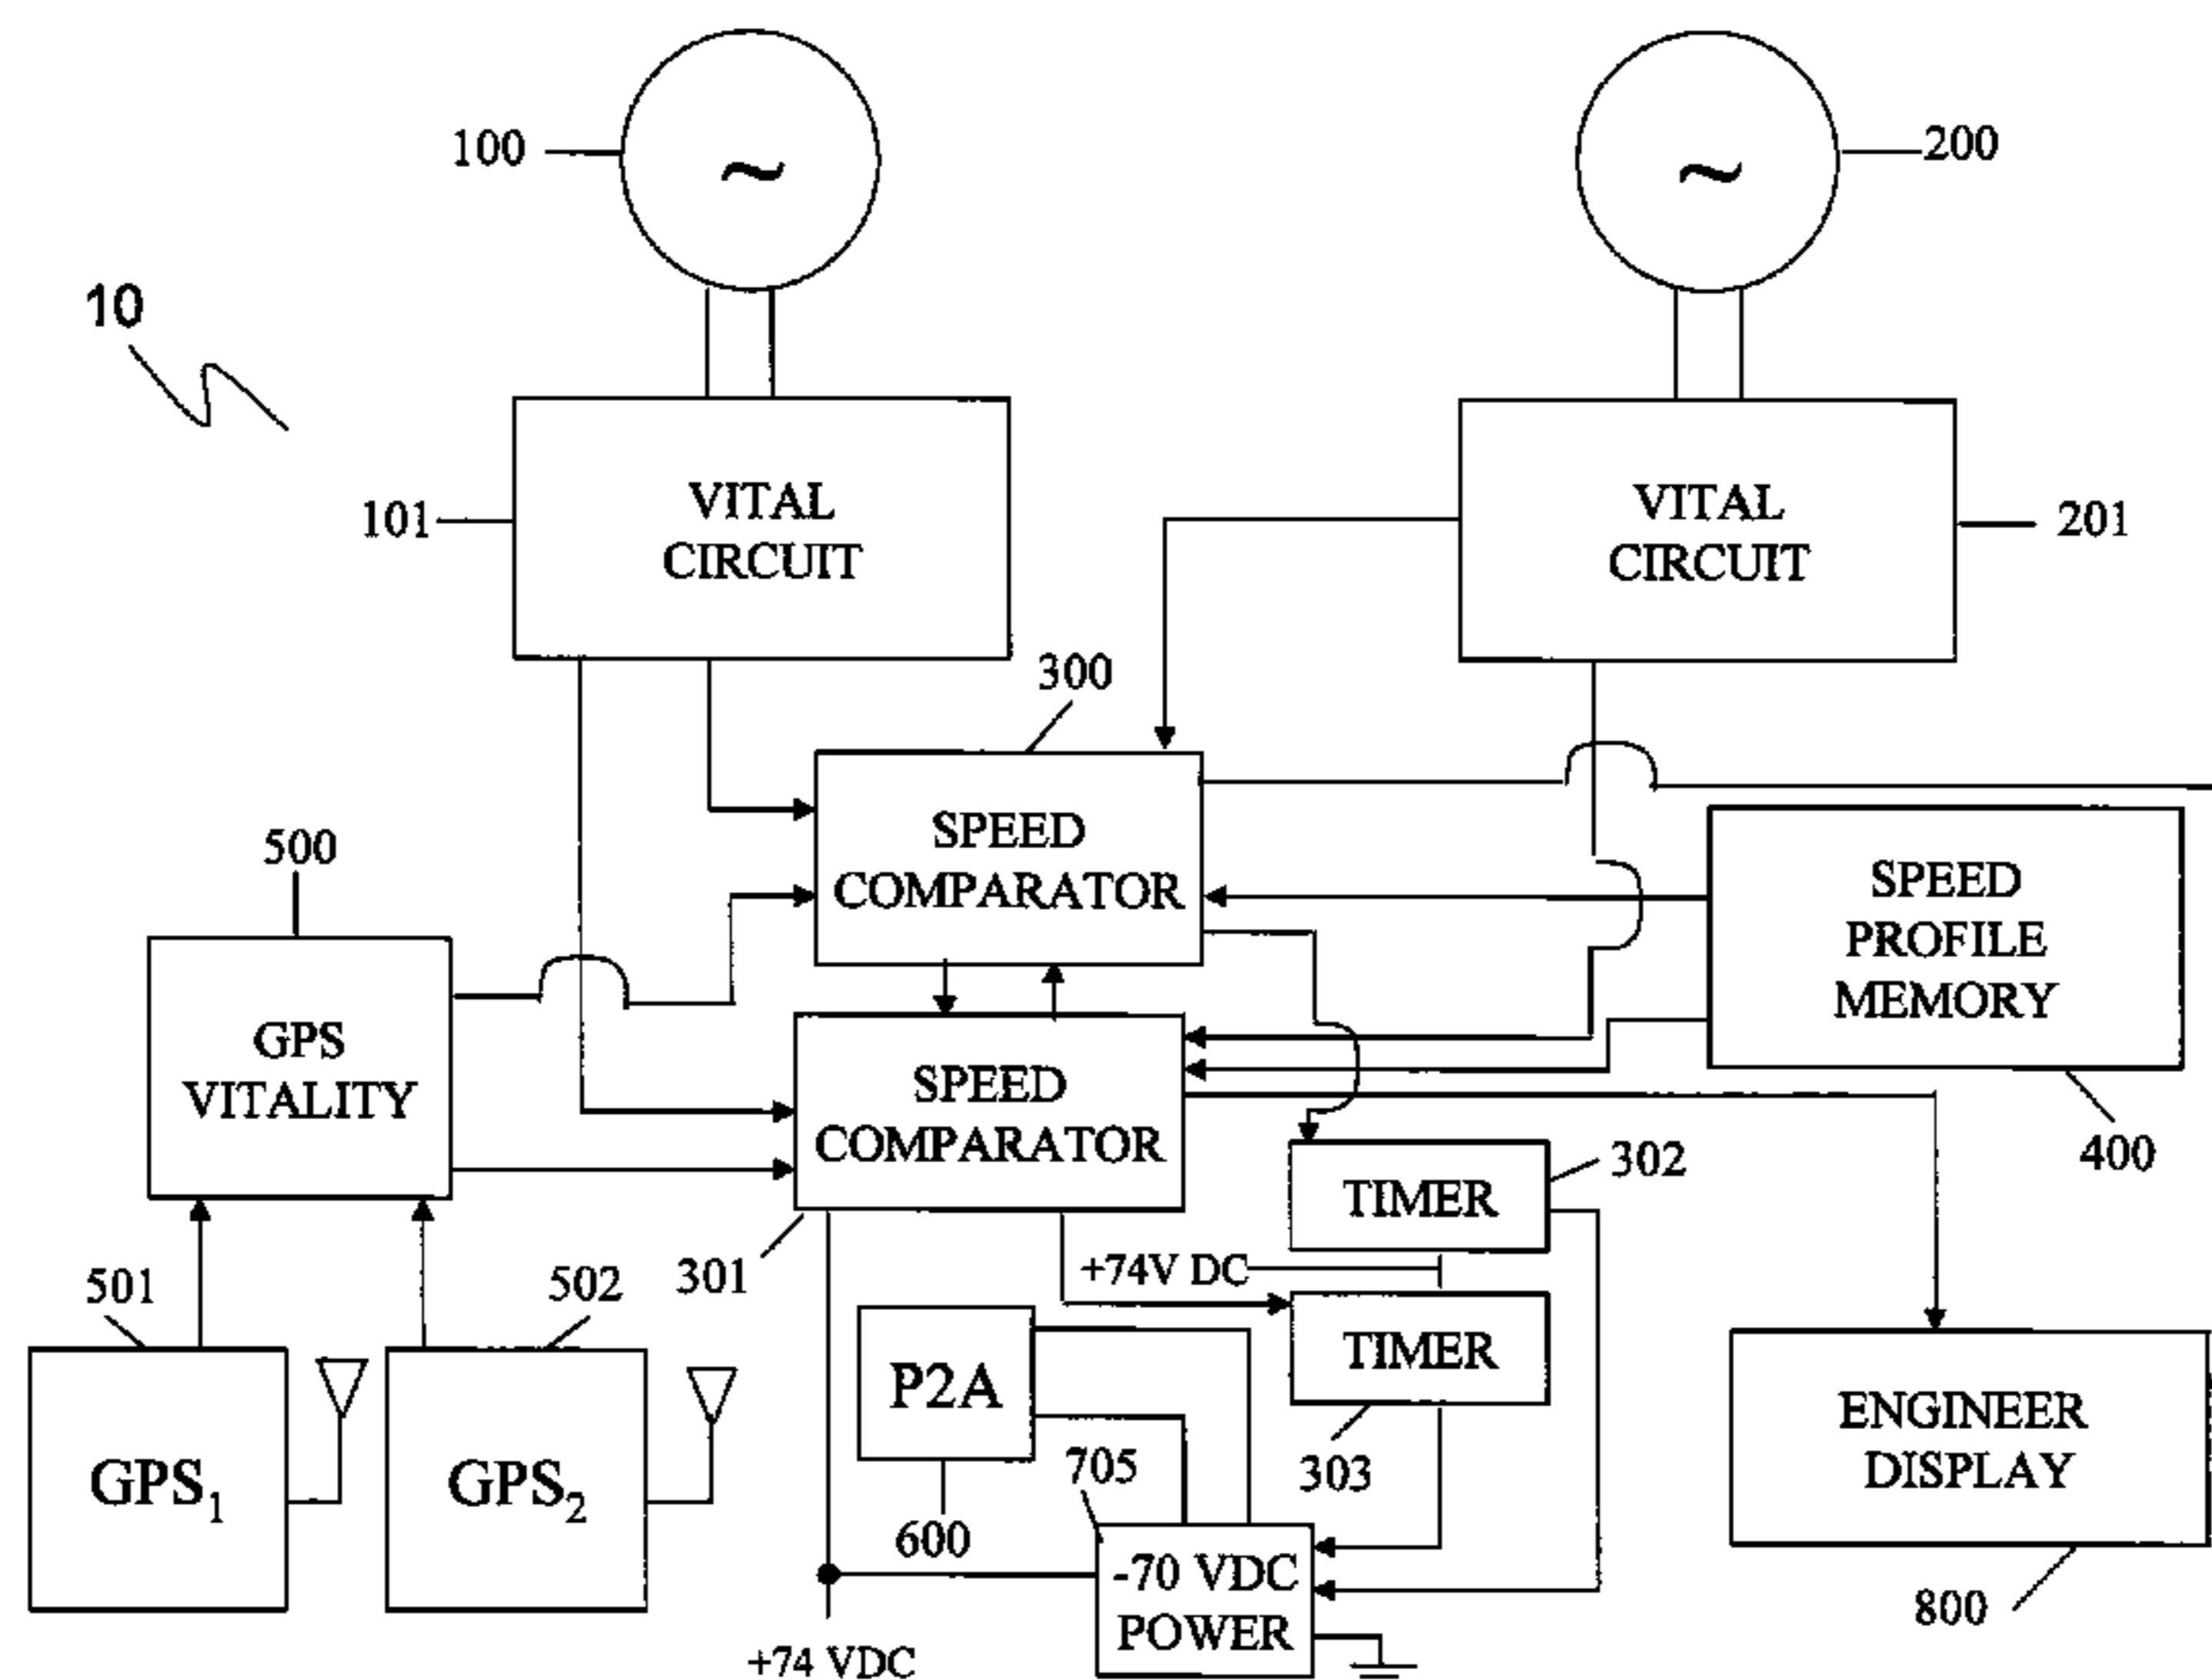 100
~
~
200
10
101
VITAL
CIRCUIT
VITAL
CIRCUIT
201
300
500
SPEED
COMPARATOR
SPEED
PROFILE
MEMORY
GPS
VITALITY
SPEED
COMPARATOR
400
302
TIMER
301
+74V DC
501
502
TIMER
P2A
303
ENGINEER
DISPLAY
GPS1
GPS2
705
600
-70 VDC
POWER
800
+74 VDC